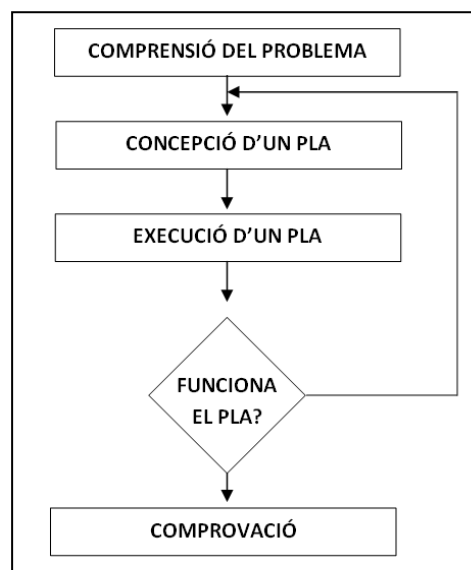 COMPRENSIÓ DEL PROBLEMA
CONCEPCIÓ D'UN PLA
EXECUCIÓ D'UN PLA
FUNCIONA
EL PLA?
COMPROVACIÓ